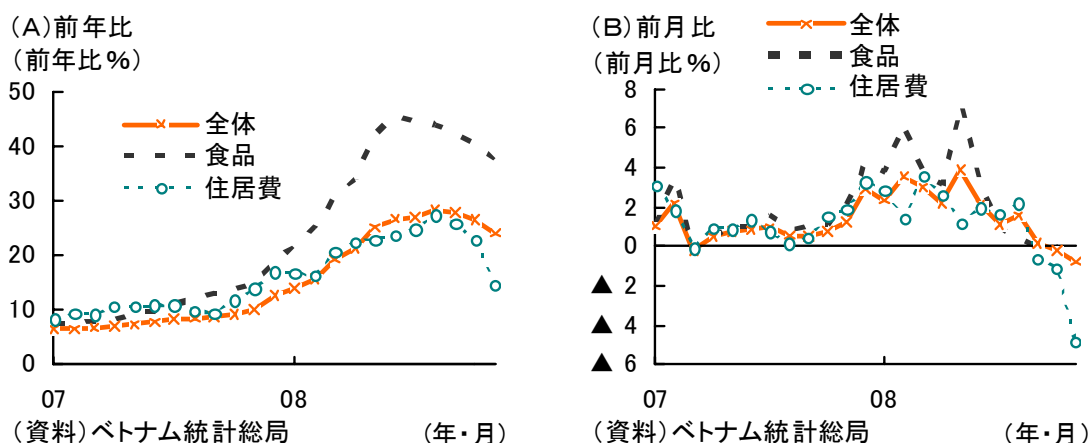 (A)前年比
(前年比%)
50
40
30
20
10
0
全体
食品
住居費
07
08
(資料)ベトナム統計総局
(年・月)
(B)前月比
(前月比%)
全体
食品
住居費
8
6
4
2
0
▲ 2
▲ 4
▲ 6
07
08
(資料)ベトナム統計総局
(年・月)